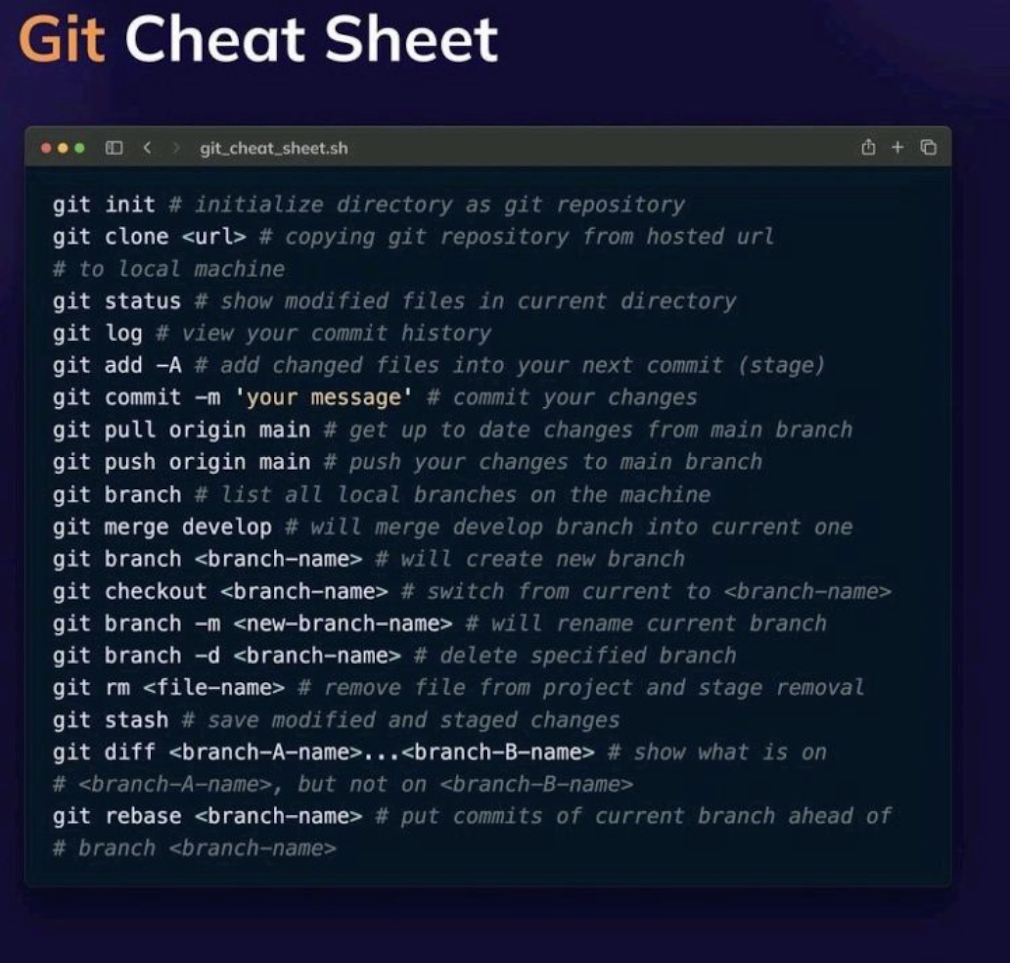 Git Cheat Sheet
git_cheat_sheet.sh
git init # initialize directory as git repository
git clone <url> # copying git repository from hosted url
# to local machine
git status # show modified files in current directory
git log # view your commit history
git add -A # add changed files into your next commit (stage)
git commit -m 'your message' # commit your changes
git pull origin main # get up to date changes from main branch
git push origin main # push your changes to main branch
git branch # list all local branches on the machine
git merge develop # will merge develop branch into current one
git branch <branch-name> # will create new branch
git checkout <branch-name> # switch from current to <branch-name>
git branch -m <new-branch-name> # will rename current branch
git branch -d <branch-name> # delete specified branch
git rm <file-name> # remove file from project and stage removal
git stash # save modified and staged changes
git diff <branch-A-name>...<branch-B-name> # show what is on
# <branch-A-name>, but not on <branch-B-name>
git rebase <branch-name> # put commits of current branch ahead of
# branch <branch-name>